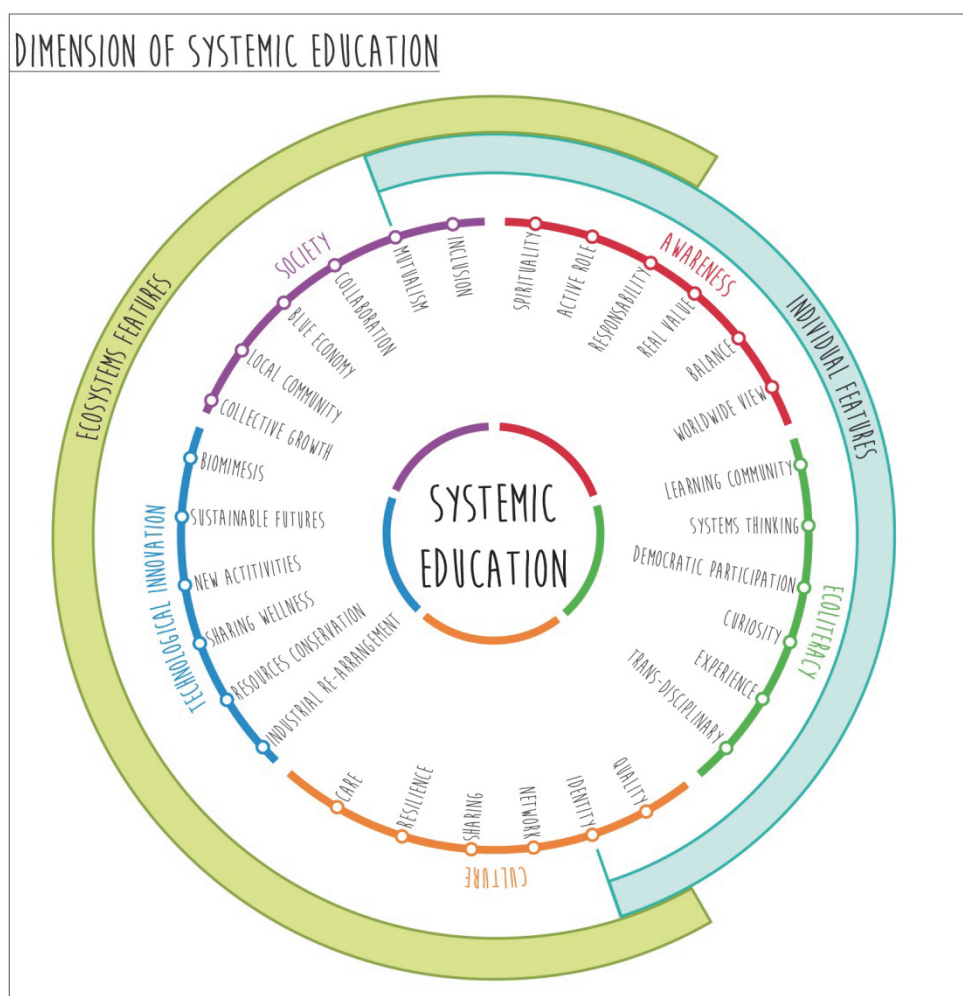 DIMENSION OF SYSTEMIC EDUCATION
ECOSYSTEMS FEATURES
INDIVIDUAL FEATURES
SOCIETY
INCLUSION
MUTUALISM
COLLABORATION
BLUE ECONOMY
LOCAL COMMUNITY
COLLECTIVE GROWTH
AWARENESS
SPIRITUALITY
ACTIVE ROLE
RESPONSABILITY
REAL VALUE
BALANCE
WORLDWIDE VIEW
ECOLITERACY
LEARNING COMMUNITY
SYSTEMS THINKING
DEMOCRATIC PARTICIPATION
CURIOSITY
EXPERIENCE
TRANS-DISCIPLINARY
CULTURE
QUALITY
IDENTITY
NETWORK
SHARING
RESILIENCE
CARE
TECHNOLOGICAL INNOVATION
BIOMIMESIS
SUSTAINABLE FUTURES
NEW ACTITIVITIES
SHARING WELLNESS
RESOURCES CONSERVATION
INDUSTRIAL RE-ARRANGEMENT
SYSTEMIC
EDUCATION